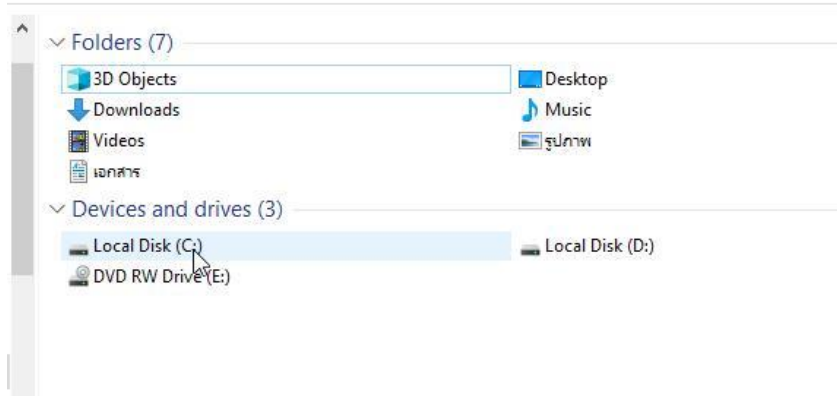 Folders (7)
3D Objects
Desktop
Downloads
Music
Videos
รูปภาพ
เอกสาร
Devices and drives (3)
Local Disk (C:)
Local Disk (D:)
DVD RW Drive (E:)